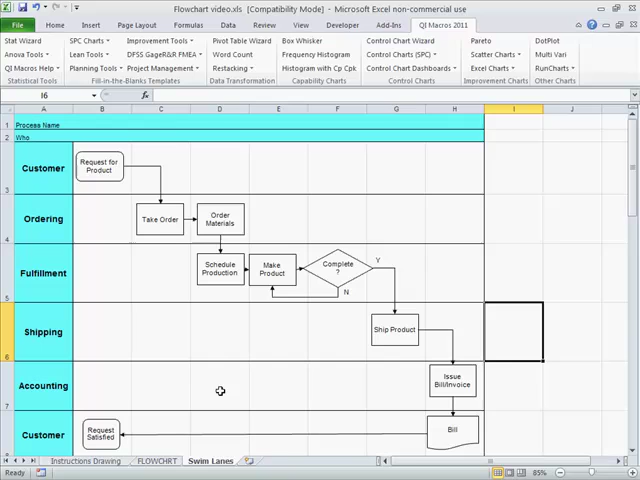 Flowchart video.xls [Compatibility Mode] - Microsoft Excel non-commercial use
File Home Insert Page Layout Formulas Data Review View Developer Add-Ins QI Macros 2011
Stat Wizard SPC Charts Improvement Tools Pivot Table Wizard Box Whisker Control Chart Wizard Pareto DotPlot
Anova Tools Lean Tools DFSS GageR&R FMEA Word Count Frequency Histogram Control Charts (SPC) Scatter Charts Multi Vari
QI Macros Help Planning Tools Project Management Restacking Histogram with Cp Cpk Control Chart Dashboards Excel Charts RunCharts
Statistical Tools Fill-in-the-Blanks Templates Data Transformation Capability Charts Control Charts Improvement Charts Other Charts
I6 fx
A B C D E F G H I J
1 Process Name
2 Who
Customer
Request for
Product
3
Ordering
Take Order
Order
Materials
4
Fulfillment
Schedule
Production
Make
Product
Complete
?
Y
N
5
Shipping
Ship Product
6
Accounting
Issue
Bill/Invoice
7
Customer
Request
Satisfied
Bill
Instructions Drawing FLOWCHRT Swim Lanes
Ready 85%